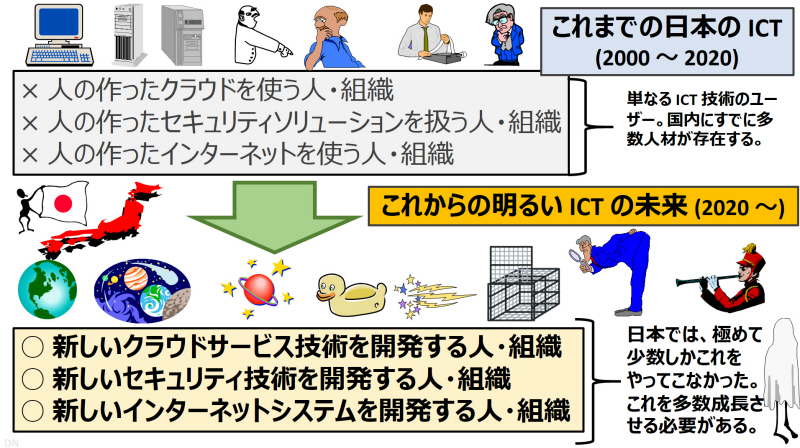 これまでの日本の ICT
(2000 ～ 2020)
× 人の作ったクラウドを使う人・組織
× 人の作ったセキュリティソリューションを扱う人・組織
× 人の作ったインターネットを使う人・組織
単なる ICT 技術のユー
ザー。国内にすでに多
数人材が存在する。
これからの明るい ICT の未来 (2020 ～)
○ 新しいクラウドサービス技術を開発する人・組織
○ 新しいセキュリティ技術を開発する人・組織
○ 新しいインターネットシステムを開発する人・組織
日本では、極めて
少数しかこれを
やってこなかった。
これを多数成長さ
せる必要がある。
DN